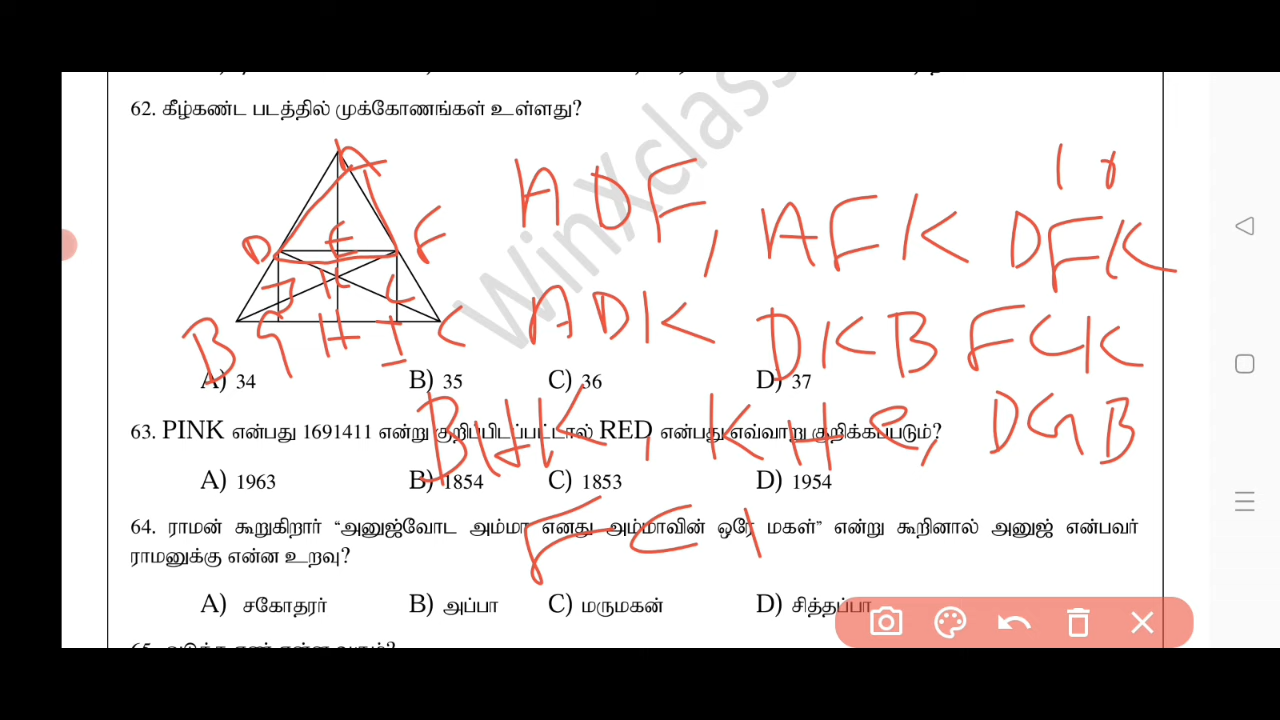 62. கீழ்கண்ட படத்தில் முக்கோணங்கள் உள்ளது?
A
D E F
J K L
B G H I C
ADF, AFK DFK
10
ADK DKB FCK
BHK, KHC, DGB
FCI
A) 34 B) 35 C) 36 D) 37
63. PINK என்பது 1691411 என்று குறிப்பிடப்பட்டால் RED என்பது எவ்வாறு குறிக்கப்படும்?
A) 1963 B) 1854 C) 1853 D) 1954
64. ராமன் கூறுகிறார் “அனுஜ்வோட அம்மா எனது அம்மாவின் ஒரே மகள்” என்று கூறினால் அனுஜ் என்பவர்
ராமனுக்கு என்ன உறவு?
A) சகோதரர் B) அப்பா C) மருமகன் D) சித்தப்பா
WinXclass